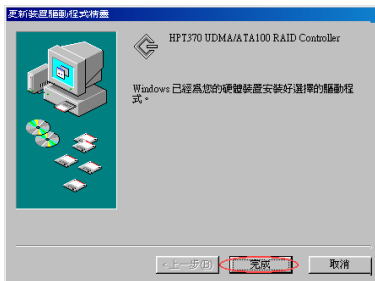 更新裝置驅動程式精靈
HPT370 UDMA/ATA100 RAID Controller
Windows 已經為您的硬體裝置安裝好選擇的驅動程
式。
<上一步(B)
完成
取消